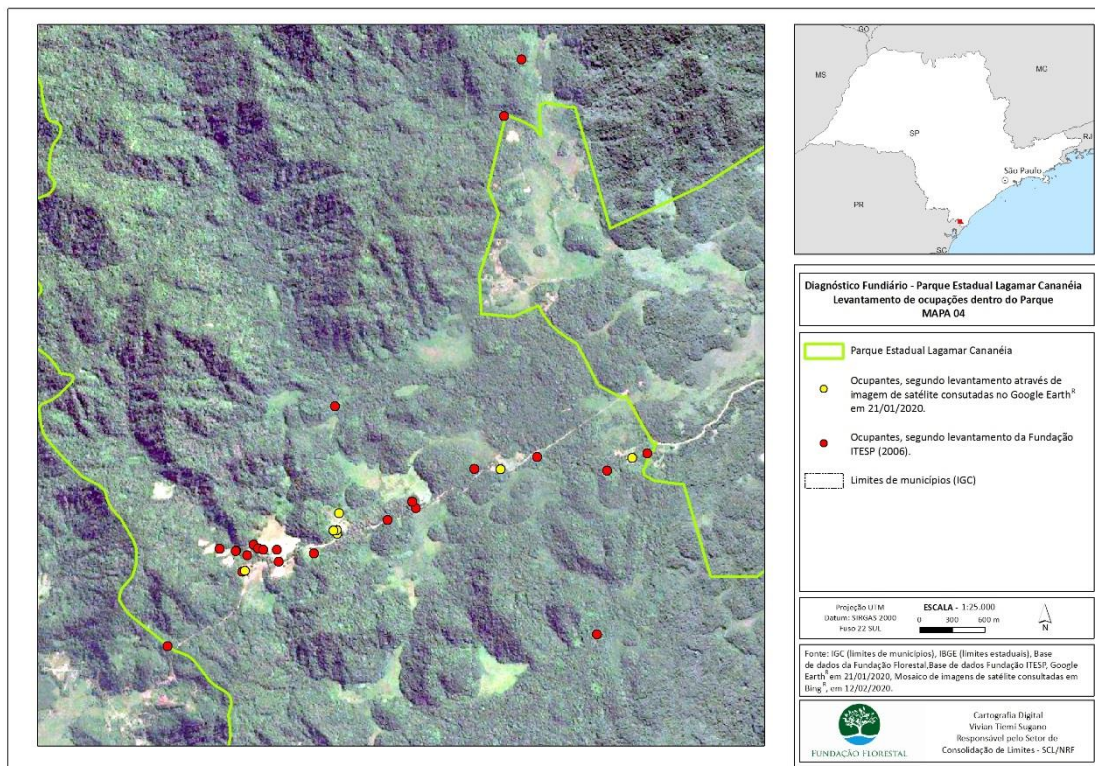 GO
MS
MG
SP
RJ
São Paulo
PR
SC
Diagnóstico Fundiário - Parque Estadual Lagamar Cananéia
Levantamento de ocupações dentro do Parque
MAPA 04
Parque Estadual Lagamar Cananéia
Ocupantes, segundo levantamento através de
imagem de satélite consutadas no Google Earth R
em 21/01/2020.
Ocupantes, segundo levantamento da Fundação
ITESP (2006).
Limites de municípios (IGC)
Projeção UTM
Datum: SIRGAS 2000
Fuso 22 SUL
ESCALA - 1:25.000
0 300 600 m
N
Fonte: IGC (limites de municípios), IBGE (limites estaduais), Base
de dados da Fundação Florestal,Base de dados Fundação ITESP, Google
Earth R em 21/01/2020, Mosaico de imagens de satélite consultadas em
Bing R, em 12/02/2020.
FUNDAÇÃO FLORESTAL
Cartografia Digital
Vivian Tiemi Sugano
Responsável pelo Setor de
Consolidação de Limites - SCL/NRF